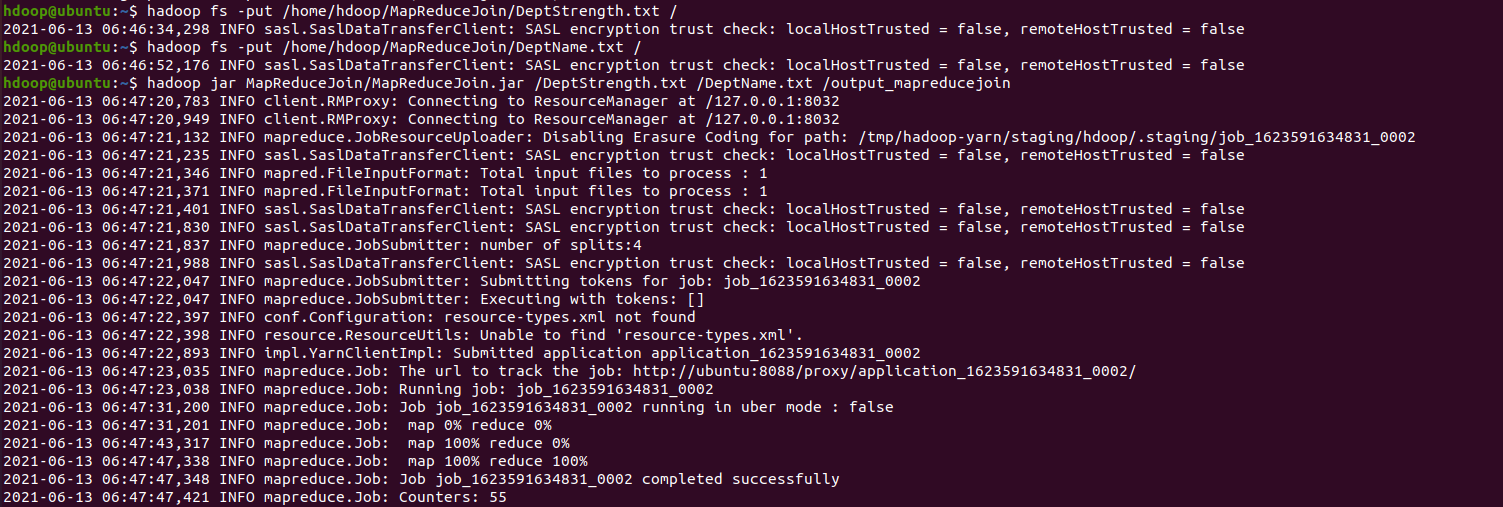 hdoop@ubuntu:~$ hadoop fs -put /home/hdoop/MapReduceJoin/DeptStrength.txt /
2021-06-13 06:46:34,298 INFO sasl.SaslDataTransferClient: SASL encryption trust check: localHostTrusted = false, remoteHostTrusted = false
hdoop@ubuntu:~$ hadoop fs -put /home/hdoop/MapReduceJoin/DeptName.txt /
2021-06-13 06:46:52,176 INFO sasl.SaslDataTransferClient: SASL encryption trust check: localHostTrusted = false, remoteHostTrusted = false
hdoop@ubuntu:~$ hadoop jar MapReduceJoin/MapReduceJoin.jar /DeptStrength.txt /DeptName.txt /output_mapreducejoin
2021-06-13 06:47:20,783 INFO client.RMProxy: Connecting to ResourceManager at /127.0.0.1:8032
2021-06-13 06:47:20,949 INFO client.RMProxy: Connecting to ResourceManager at /127.0.0.1:8032
2021-06-13 06:47:21,132 INFO mapreduce.JobResourceUploader: Disabling Erasure Coding for path: /tmp/hadoop-yarn/staging/hdoop/.staging/job_1623591634831_0002
2021-06-13 06:47:21,235 INFO sasl.SaslDataTransferClient: SASL encryption trust check: localHostTrusted = false, remoteHostTrusted = false
2021-06-13 06:47:21,346 INFO mapred.FileInputFormat: Total input files to process : 1
2021-06-13 06:47:21,371 INFO mapred.FileInputFormat: Total input files to process : 1
2021-06-13 06:47:21,401 INFO sasl.SaslDataTransferClient: SASL encryption trust check: localHostTrusted = false, remoteHostTrusted = false
2021-06-13 06:47:21,830 INFO sasl.SaslDataTransferClient: SASL encryption trust check: localHostTrusted = false, remoteHostTrusted = false
2021-06-13 06:47:21,837 INFO mapreduce.JobSubmitter: number of splits:4
2021-06-13 06:47:21,988 INFO sasl.SaslDataTransferClient: SASL encryption trust check: localHostTrusted = false, remoteHostTrusted = false
2021-06-13 06:47:22,047 INFO mapreduce.JobSubmitter: Submitting tokens for job: job_1623591634831_0002
2021-06-13 06:47:22,047 INFO mapreduce.JobSubmitter: Executing with tokens: []
2021-06-13 06:47:22,397 INFO conf.Configuration: resource-types.xml not found
2021-06-13 06:47:22,398 INFO resource.ResourceUtils: Unable to find 'resource-types.xml'.
2021-06-13 06:47:22,893 INFO impl.YarnClientImpl: Submitted application application_1623591634831_0002
2021-06-13 06:47:23,035 INFO mapreduce.Job: The url to track the job: http://ubuntu:8088/proxy/application_1623591634831_0002/
2021-06-13 06:47:23,038 INFO mapreduce.Job: Running job: job_1623591634831_0002
2021-06-13 06:47:31,200 INFO mapreduce.Job: Job job_1623591634831_0002 running in uber mode : false
2021-06-13 06:47:31,201 INFO mapreduce.Job:  map 0% reduce 0%
2021-06-13 06:47:43,317 INFO mapreduce.Job:  map 100% reduce 0%
2021-06-13 06:47:47,338 INFO mapreduce.Job:  map 100% reduce 100%
2021-06-13 06:47:47,348 INFO mapreduce.Job: Job job_1623591634831_0002 completed successfully
2021-06-13 06:47:47,421 INFO mapreduce.Job: Counters: 55